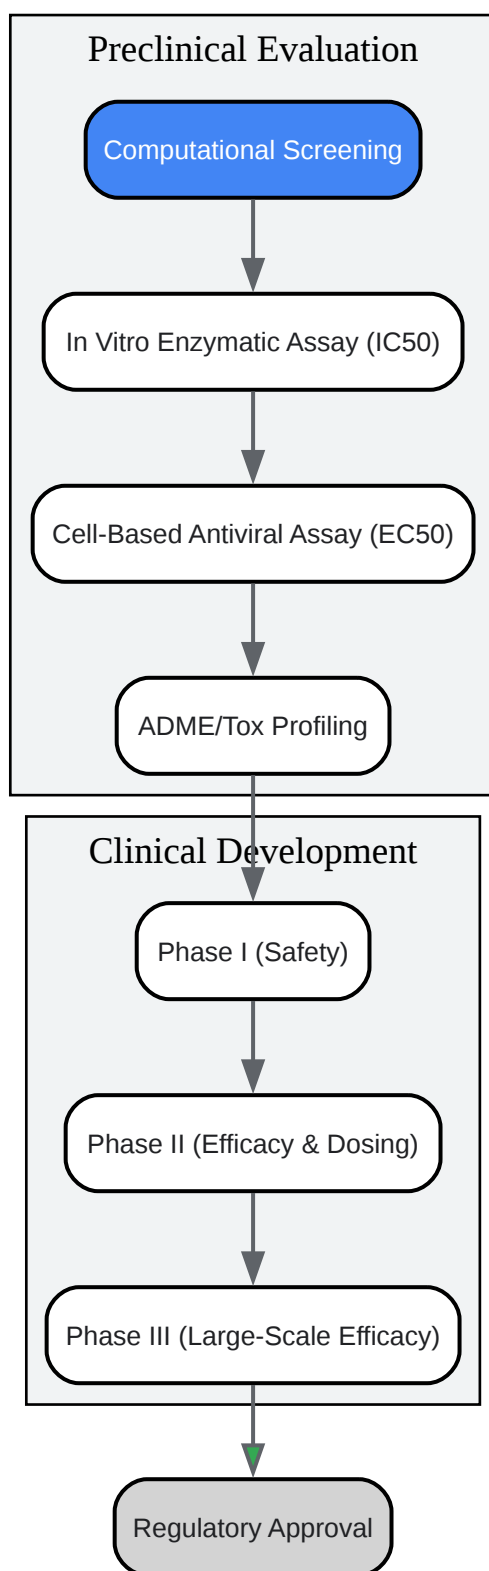 Preclinical Evaluation
Computational Screening
In Vitro Enzymatic Assay (IC50)
Cell-Based Antiviral Assay (EC50)
ADME/Tox Profiling
Clinical Development
Phase I (Safety)
Phase II (Efficacy & Dosing)
Phase III (Large-Scale Efficacy)
Regulatory Approval